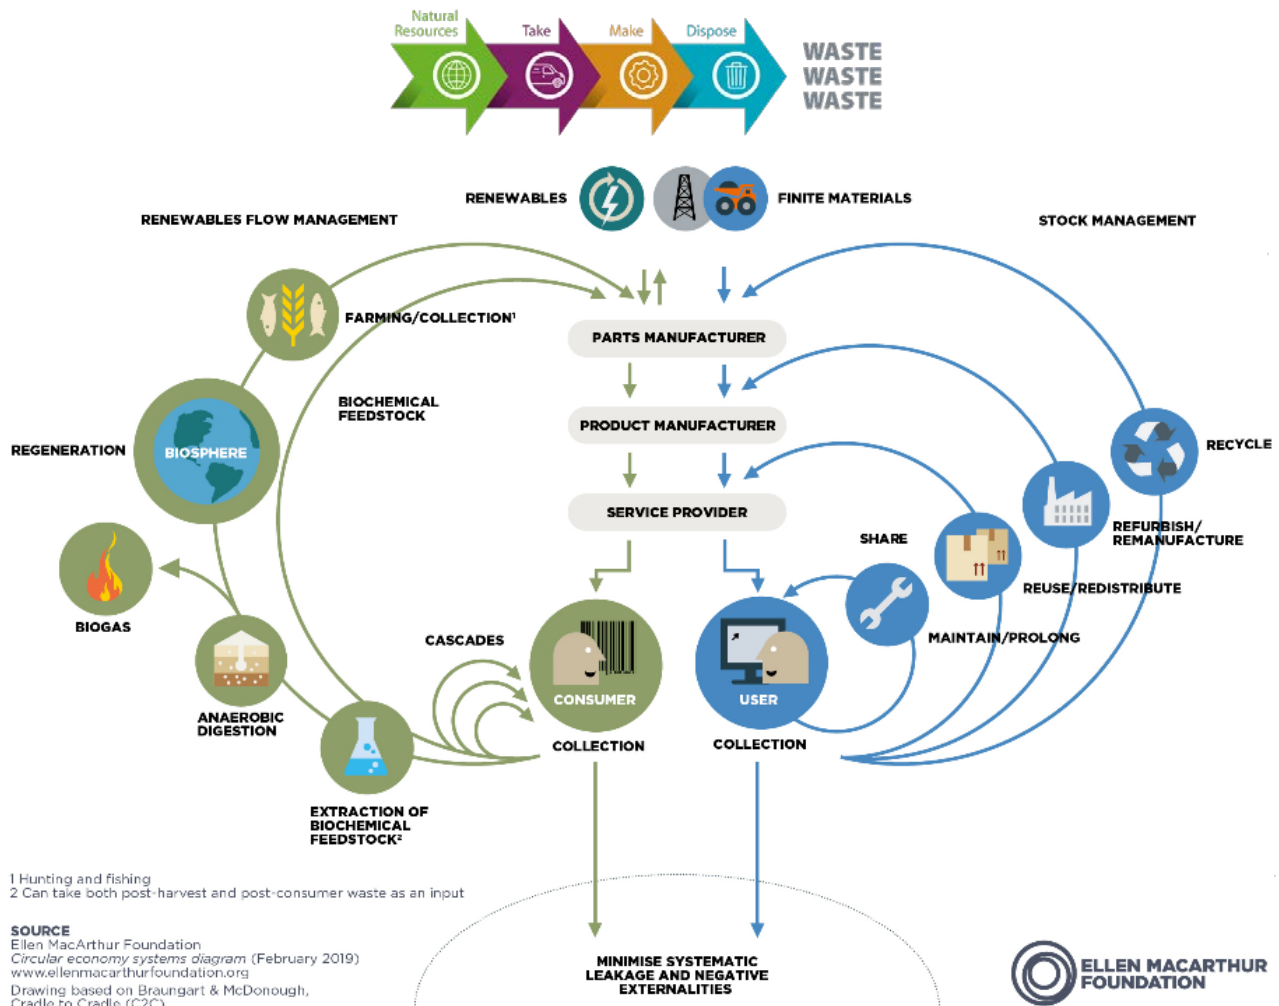 Natural
Resources
Take
Make
Dispose
WASTE
WASTE
WASTE
RENEWABLES
FINITE MATERIALS
RENEWABLES FLOW MANAGEMENT
STOCK MANAGEMENT
FARMING/COLLECTION¹
PARTS MANUFACTURER
BIOCHEMICAL
FEEDSTOCK
PRODUCT MANUFACTURER
REGENERATION
BIOSPHERE
RECYCLE
SERVICE PROVIDER
REFURBISH/
REMANUFACTURE
SHARE
REUSE/REDISTRIBUTE
BIOGAS
CASCADES
MAINTAIN/PROLONG
CONSUMER
USER
ANAEROBIC
DIGESTION
COLLECTION
COLLECTION
EXTRACTION OF
BIOCHEMICAL
FEEDSTOCK²
1 Hunting and fishing
2 Can take both post-harvest and post-consumer waste as an input
SOURCE
Ellen MacArthur Foundation
Circular economy systems diagram (February 2019)
www.ellenmacarthurfoundation.org
Drawing based on Braungart & McDonough,
Cradle to Cradle (C2C)
MINIMISE SYSTEMATIC
LEAKAGE AND NEGATIVE
EXTERNALITIES
ELLEN MACARTHUR
FOUNDATION